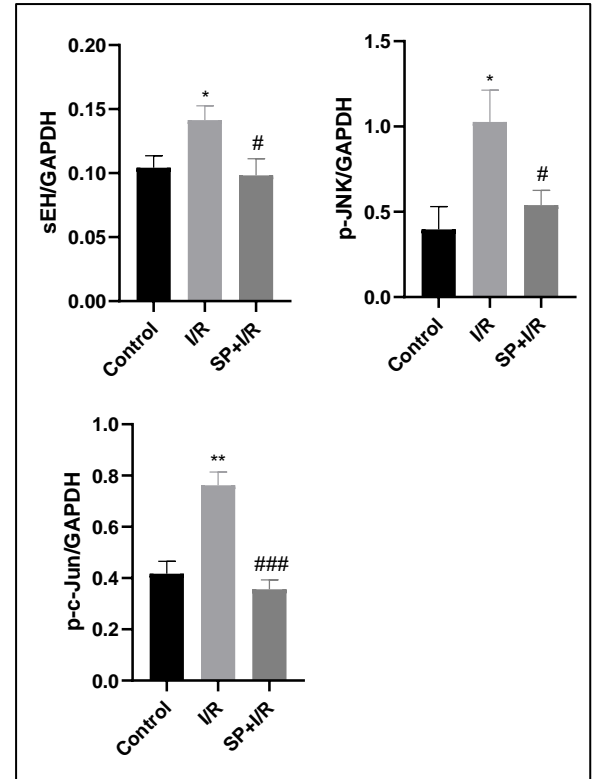 sEH/GAPDH
0.20
0.15
0.10
0.05
0.00
*
#
Control
I/R
SP+I/R
p-JNK/GAPDH
1.5
1.0
0.5
0.0
*
#
Control
I/R
SP+I/R
p-c-Jun/GAPDH
1.0
0.8
0.6
0.4
0.2
0.0
**
###
Control
I/R
SP+I/R